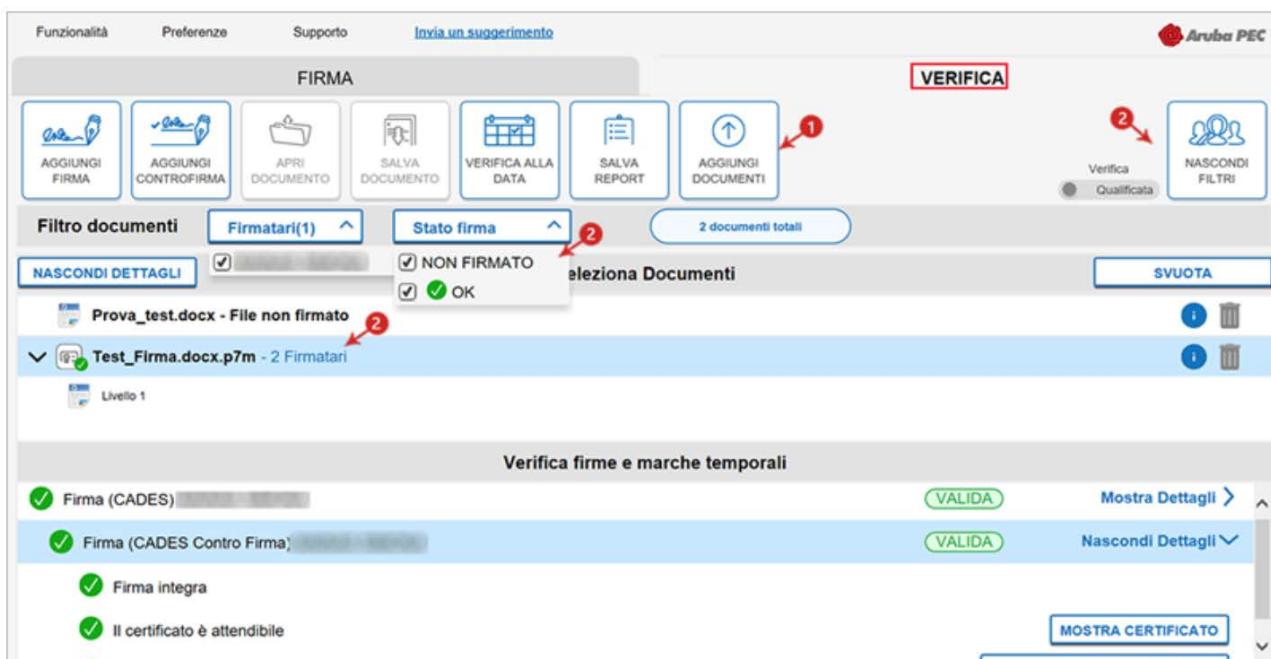 Funzionalità Preferenze Supporto Invia un suggerimento Aruba PEC
FIRMA VERIFICA
AGGIUNGI FIRMA
AGGIUNGI CONTROFIRMA
APRI DOCUMENTO
SALVA DOCUMENTO
VERIFICA ALLA DATA
SALVA REPORT
AGGIUNGI DOCUMENTI
1
Verifica
Qualificata
2
NASCONDI FILTRI
Filtro documenti Firmatari(1) Stato firma 2 2 documenti totali
NON FIRMATO
OK
NASCONDI DETTAGLI eleziona Documenti SVUOTA
Prova_test.docx - File non firmato
2
Test_Firma.docx.p7m - 2 Firmatari
Livello 1
Verifica firme e marche temporali
Firma (CADES) VALIDA Mostra Dettagli
Firma (CADES Contro Firma) VALIDA Nascondi Dettagli
Firma integra
Il certificato è attendibile MOSTRA CERTIFICATO